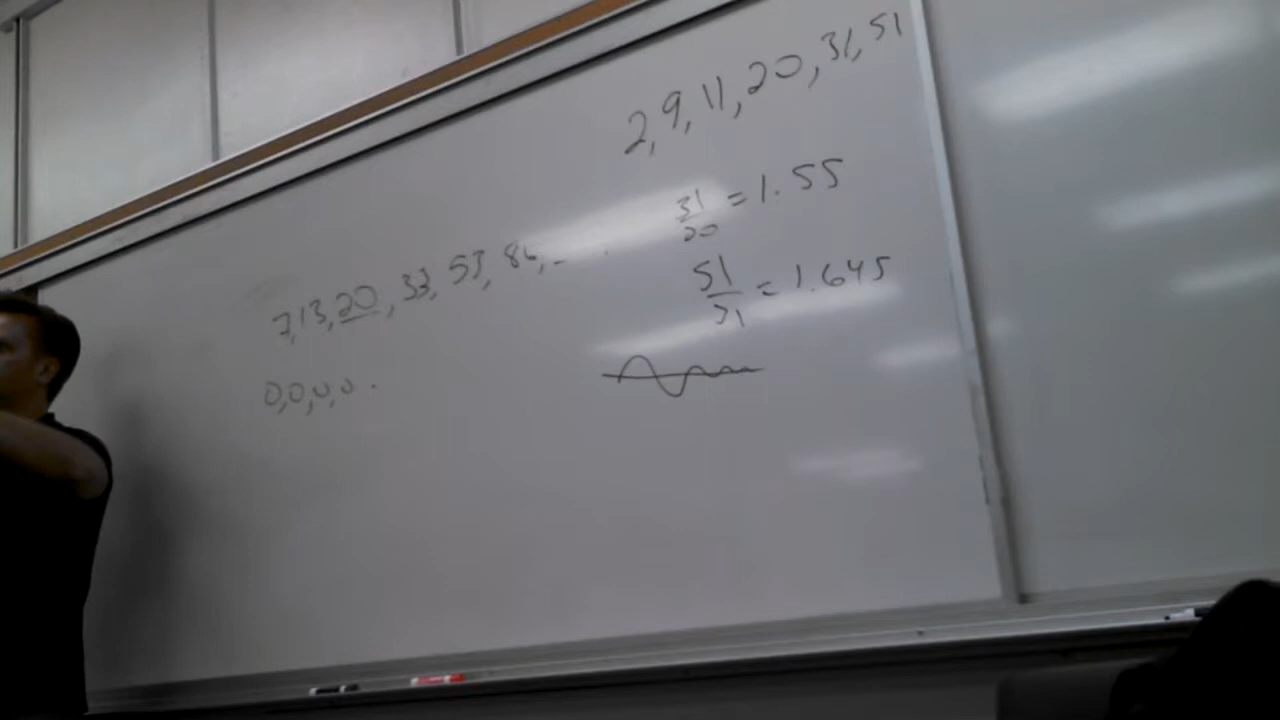 2, 9, 11, 20, 31, 51
31/20 = 1.55
51/31 = 1.645
7, 13, 20, 33, 53, 86, - .
0, 0, 0, 0 .